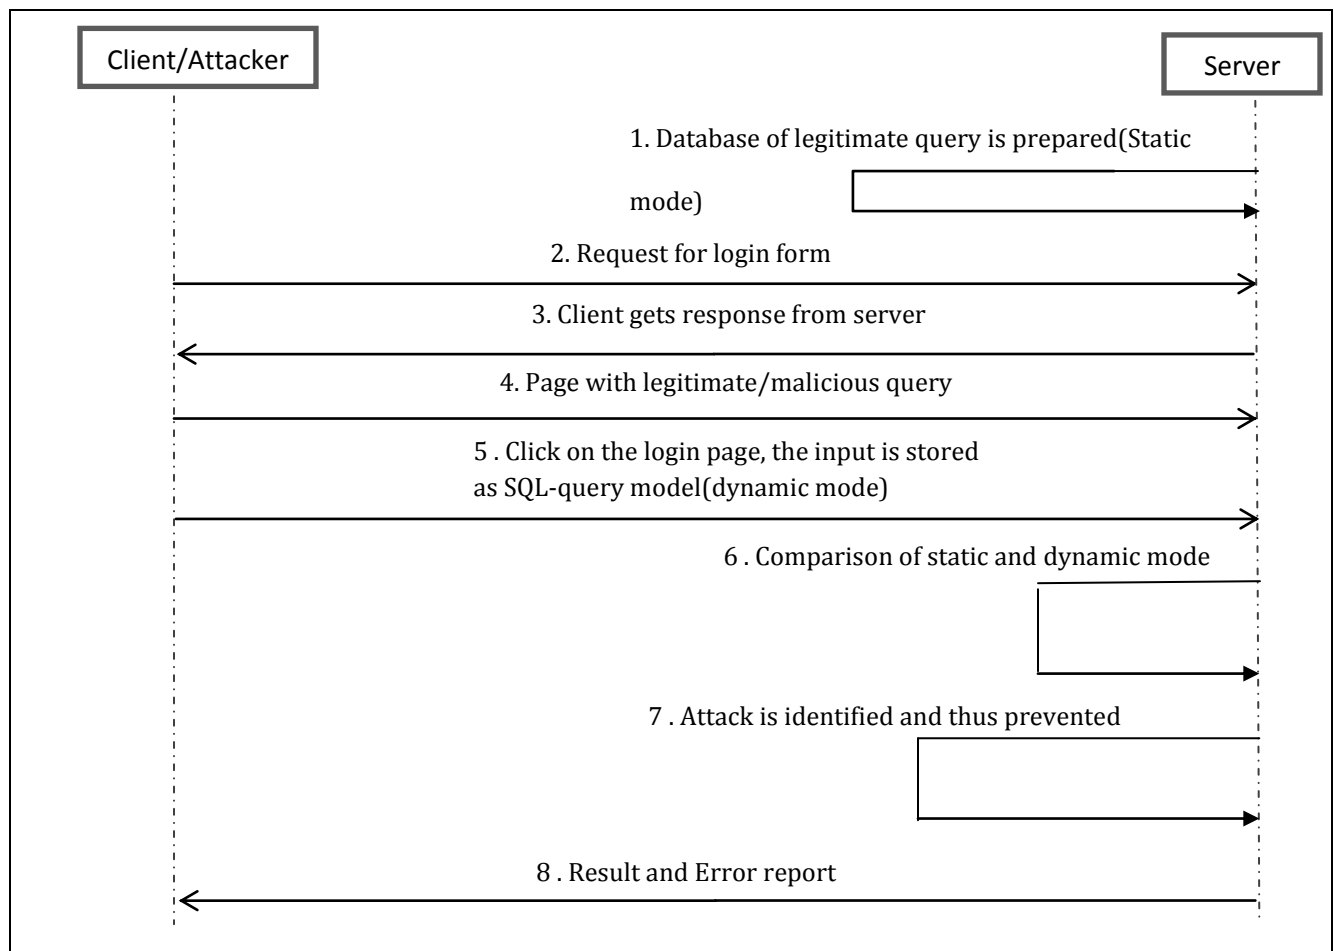 Client/Attacker
Server
1. Database of legitimate query is prepared(Static
mode)
2. Request for login form
3. Client gets response from server
4. Page with legitimate/malicious query
5 . Click on the login page, the input is stored
as SQL-query model(dynamic mode)
6 . Comparison of static and dynamic mode
7 . Attack is identified and thus prevented
8 . Result and Error report